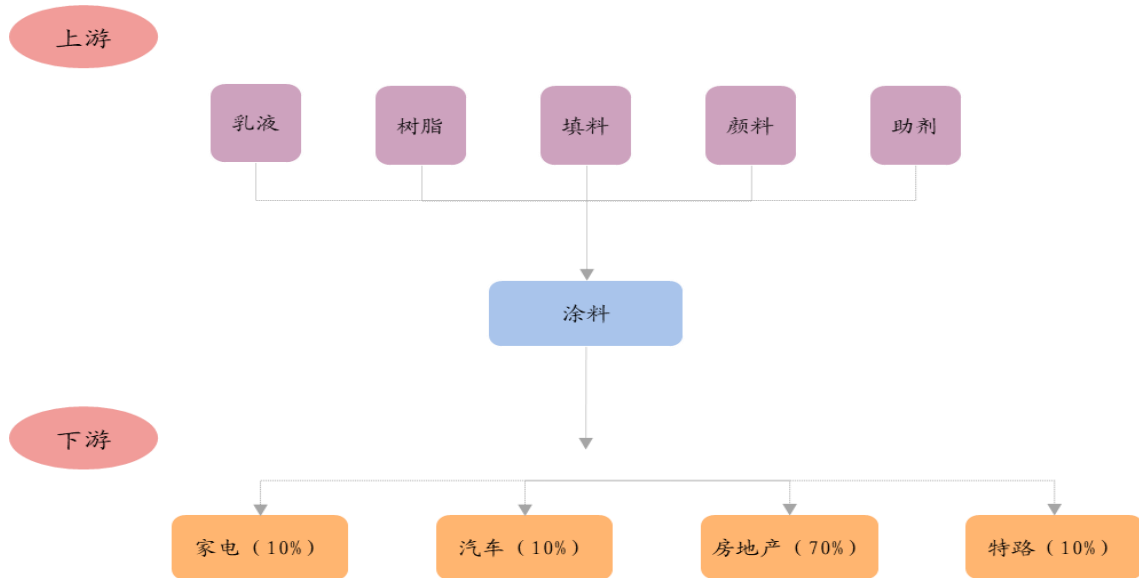 上游
乳液
树脂
填料
颜料
助剂
涂料
下游
家电（10%）
汽车（10%）
房地产（70%）
特路（10%）